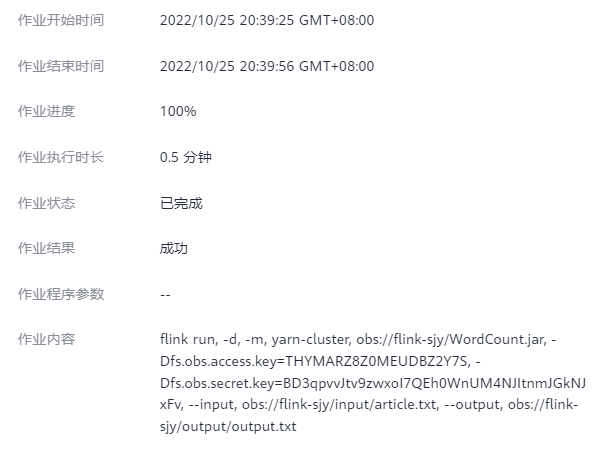 作业开始时间 2022/10/25 20:39:25 GMT+08:00
作业结束时间 2022/10/25 20:39:56 GMT+08:00
作业进度 100%
作业执行时长 0.5 分钟
作业状态 已完成
作业结果 成功
作业程序参数 --
作业内容 flink run, -d, -m, yarn-cluster, obs://flink-sjy/WordCount.jar, -
Dfs.obs.access.key=THYMARZ8Z0MEUDBZ2Y7S, -
Dfs.obs.secret.key=BD3qpvvJtv9zwxoI7QEh0WnUM4NJItnmJGkNJ
xFv, --input, obs://flink-sjy/input/article.txt, --output, obs://flink-
sjy/output/output.txt